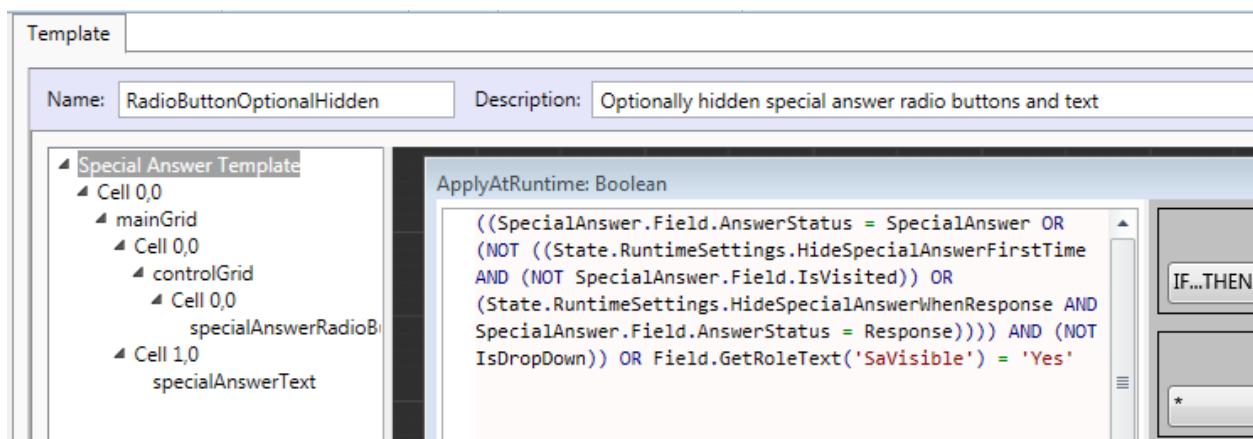 Template
Name: RadioButtonOptionalHidden Description: Optionally hidden special answer radio buttons and text
Special Answer Template
Cell 0,0
mainGrid
Cell 0,0
controlGrid
Cell 0,0
specialAnswerRadioBu
Cell 1,0
specialAnswerText
ApplyAtRuntime: Boolean
((SpecialAnswer.Field.AnswerStatus = SpecialAnswer OR
(NOT ((State.RuntimeSettings.HideSpecialAnswerFirstTime
AND (NOT SpecialAnswer.Field.IsVisited)) OR
(State.RuntimeSettings.HideSpecialAnswerWhenResponse AND
SpecialAnswer.Field.AnswerStatus = Response)))) AND (NOT
IsDropDown)) OR Field.GetRoleText('SaVisible') = 'Yes'
IF...THEN
*